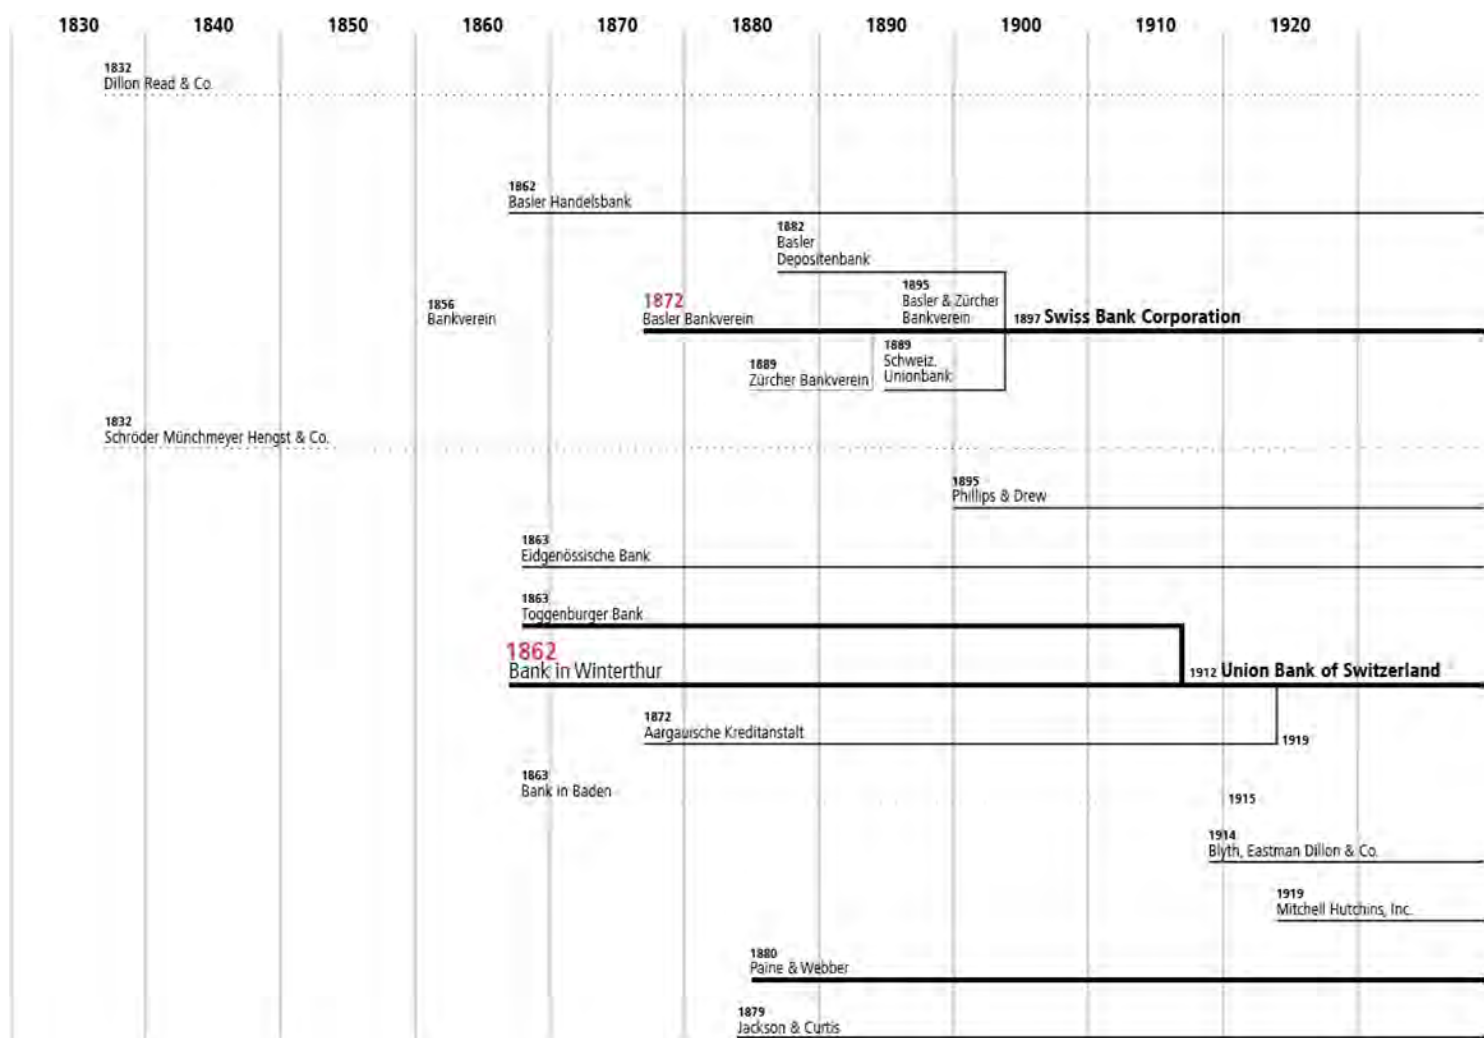 1830 1840 1850 1860 1870 1880 1890 1900 1910 1920
1832
Dillon Read & Co.
1862
Basler Handelsbank
1882
Basler
Depositenbank
1856
Bankverein
1872
Basler Bankverein
1895
Basler & Zürcher
Bankverein
1897 Swiss Bank Corporation
1889
Zürcher Bankverein
1889
Schweiz.
Unionbank
1832
Schröder Münchmeyer Hengst & Co.
1895
Phillips & Drew
1863
Eidgenössische Bank
1863
Toggenburger Bank
1862
Bank in Winterthur
1912 Union Bank of Switzerland
1872
Aargauische Kreditanstalt
1919
1863
Bank in Baden
1915
1914
Blyth, Eastman Dillon & Co.
1919
Mitchell Hutchins, Inc.
1880
Paine & Webber
1879
Jackson & Curtis